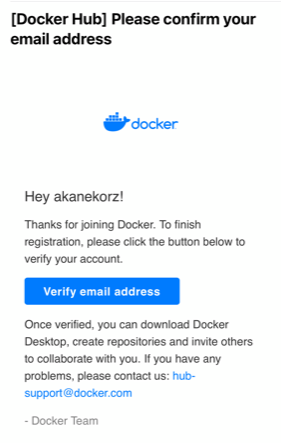 [Docker Hub] Please confirm your
email address
docker
Hey akanekorz!
Thanks for joining Docker. To finish
registration, please click the button below to
verify your account.
Verify email address
Once verified, you can download Docker
Desktop, create repositories and invite others
to collaborate with you. If you have any
problems, please contact us: hub-
support@docker.com
- Docker Team